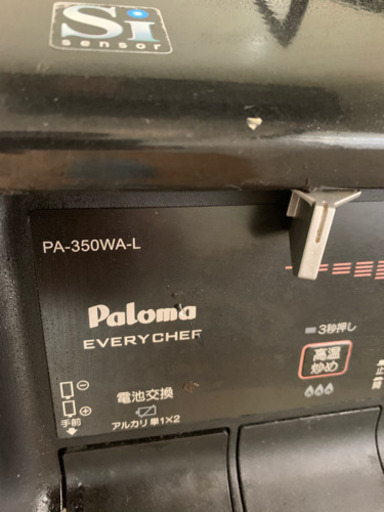 Si
sensor
PA-350WA-L
Paloma
EVERYCHEF
3秒押し
高温
炒め
電池交換
アルカリ単1×2
手前